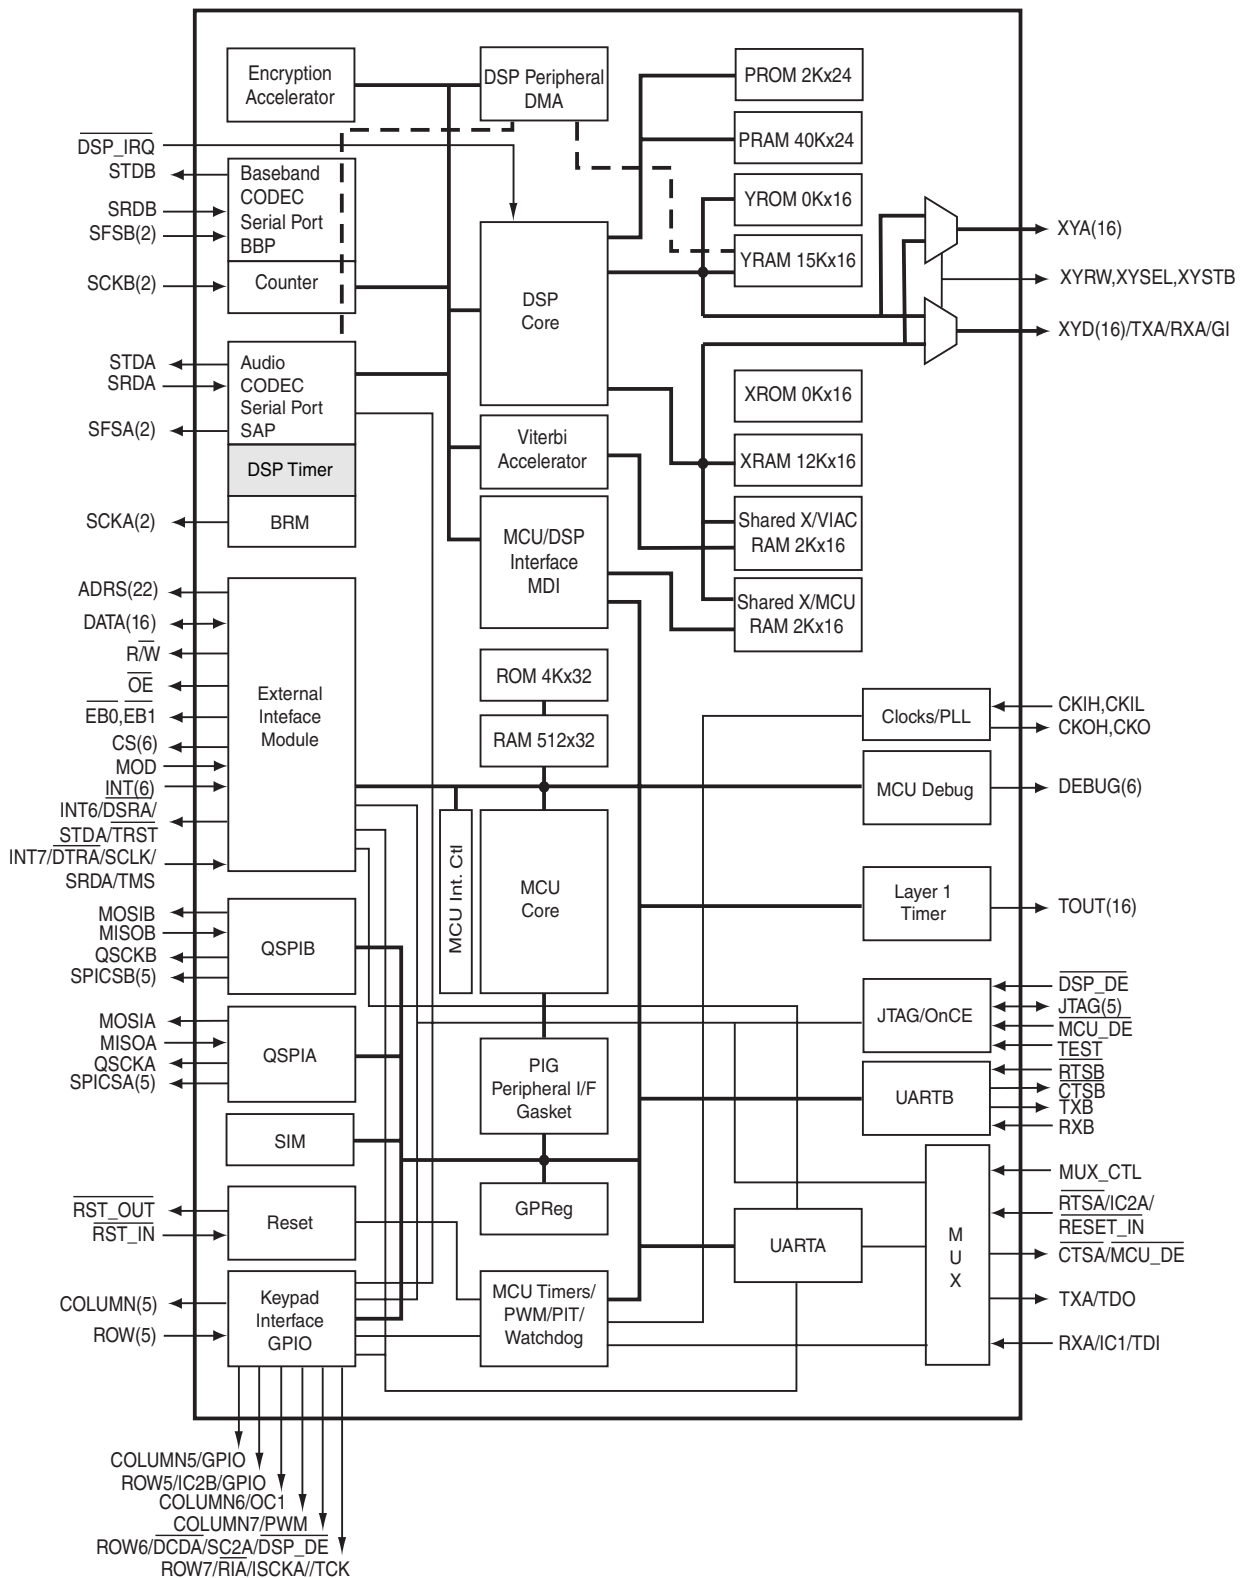 Encryption
Accelerator
DSP Peripheral
DMA
PROM 2Kx24
PRAM 40Kx24
YROM 0Kx16
YRAM 15Kx16
DSP_IRQ
STDB
SRDB
SFSB(2)
SCKB(2)
Baseband
CODEC
Serial Port
BBP
Counter
DSP
Core
XYA(16)
XYRW,XYSEL,XYSTB
XYD(16)/TXA/RXA/GI
STDA
SRDA
SFSA(2)
SCKA(2)
Audio
CODEC
Serial Port
SAP
DSP Timer
BRM
Viterbi
Accelerator
MCU/DSP
Interface
MDI
XROM 0Kx16
XRAM 12Kx16
Shared X/VIAC
RAM 2Kx16
Shared X/MCU
RAM 2Kx16
ADRS(22)
DATA(16)
R/W
OE
EB0,EB1
CS(6)
MOD
INT(6)
INT6/DSRA/
STDA/TRST
INT7/DTRA/SCLK/
SRDA/TMS
External
Inteface
Module
ROM 4Kx32
RAM 512x32
MCU Int. Ctl
MCU
Core
Clocks/PLL
CKIH,CKIL
CKOH,CKO
MCU Debug
DEBUG(6)
Layer 1
Timer
TOUT(16)
MOSIB
MISOB
QSCKB
SPICSB(5)
QSPIB
MOSIA
MISOA
QSCKA
SPICSA(5)
QSPIA
SIM
PIG
Peripheral I/F
Gasket
GPReg
JTAG/OnCE
DSP_DE
JTAG(5)
MCU_DE
TEST
UARTB
RTSB
CTSB
TXB
RXB
RST_OUT
RST_IN
Reset
UARTA
MUX
MUX_CTL
RTSA/IC2A/
RESET_IN
CTSA/MCU_DE
TXA/TDO
RXA/IC1/TDI
COLUMN(5)
ROW(5)
Keypad
Interface
GPIO
MCU Timers/
PWM/PIT/
Watchdog
COLUMN5/GPIO
ROW5/IC2B/GPIO
COLUMN6/OC1
COLUMN7/PWM
ROW6/DCDA/SC2A/DSP_DE
ROW7/RIA/ISCKA//TCK